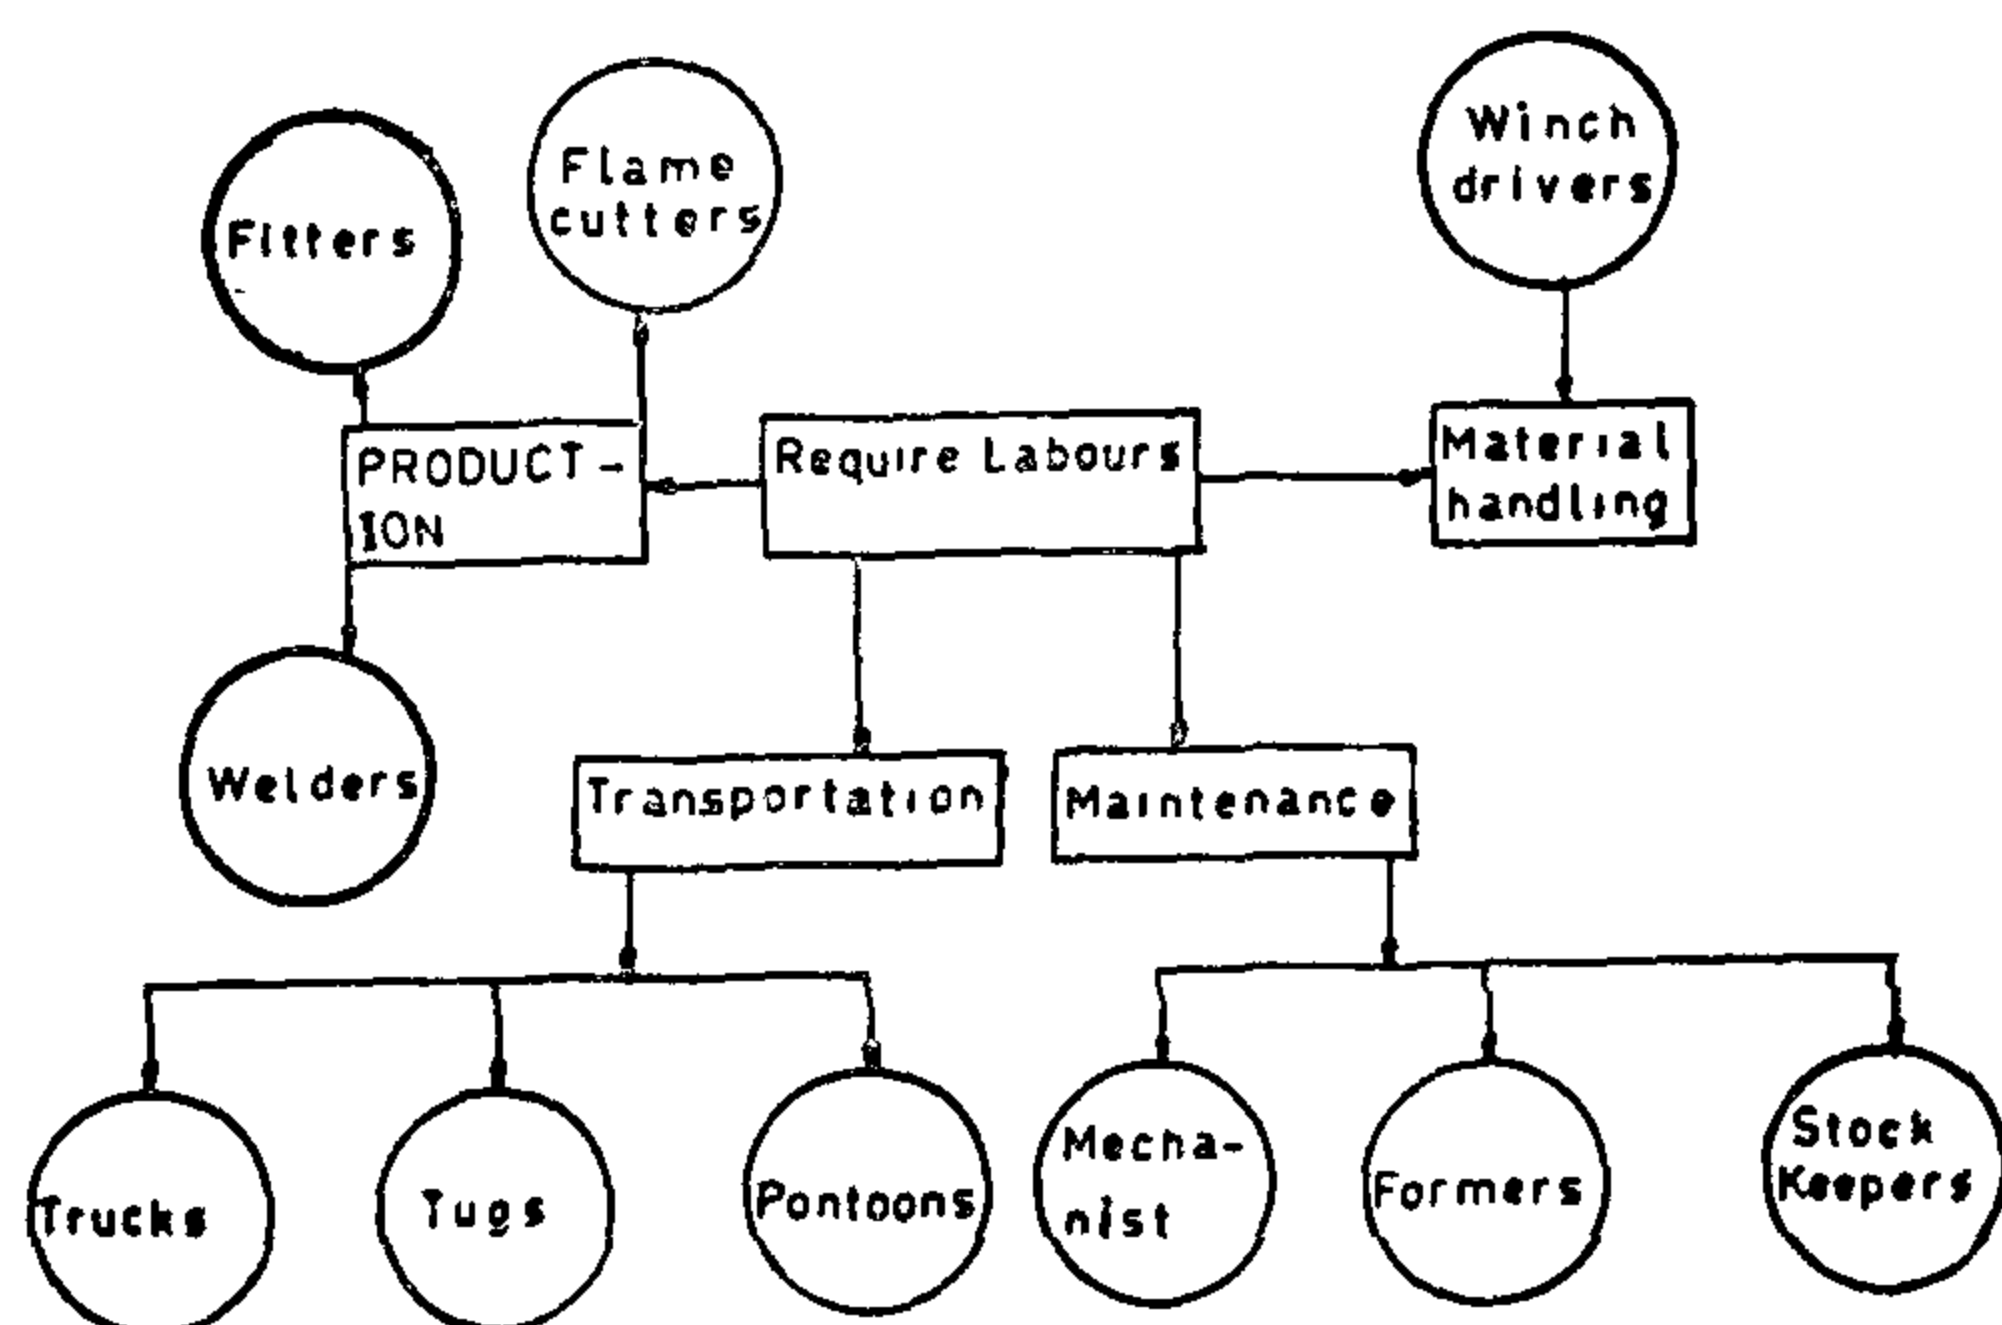 Winch
drivers
Flame
cutters
Fitters
PRODUCT-
ION
Require Labours
Material
handling
Welders
Transportation
Maintenance
Trucks
Tugs
Pontoons
Mecha-
nist
Formers
Stock
Keepers